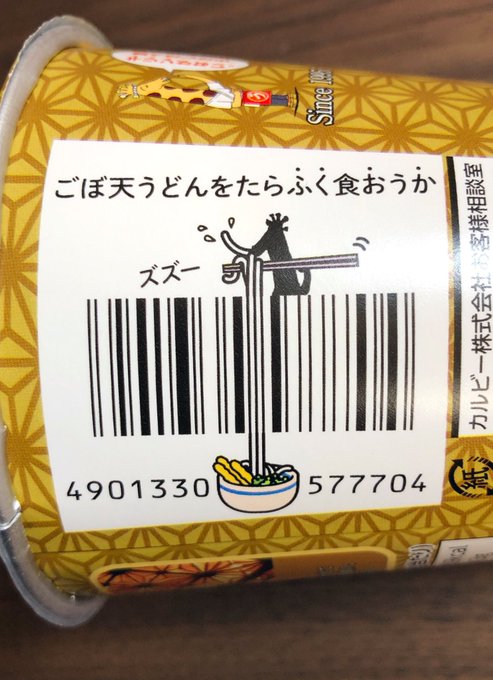 Since 19
ごぼ天うどんをたらふく食おうか
ズズー
4901330 577704
カルビー株式会社お客様相談室
紙